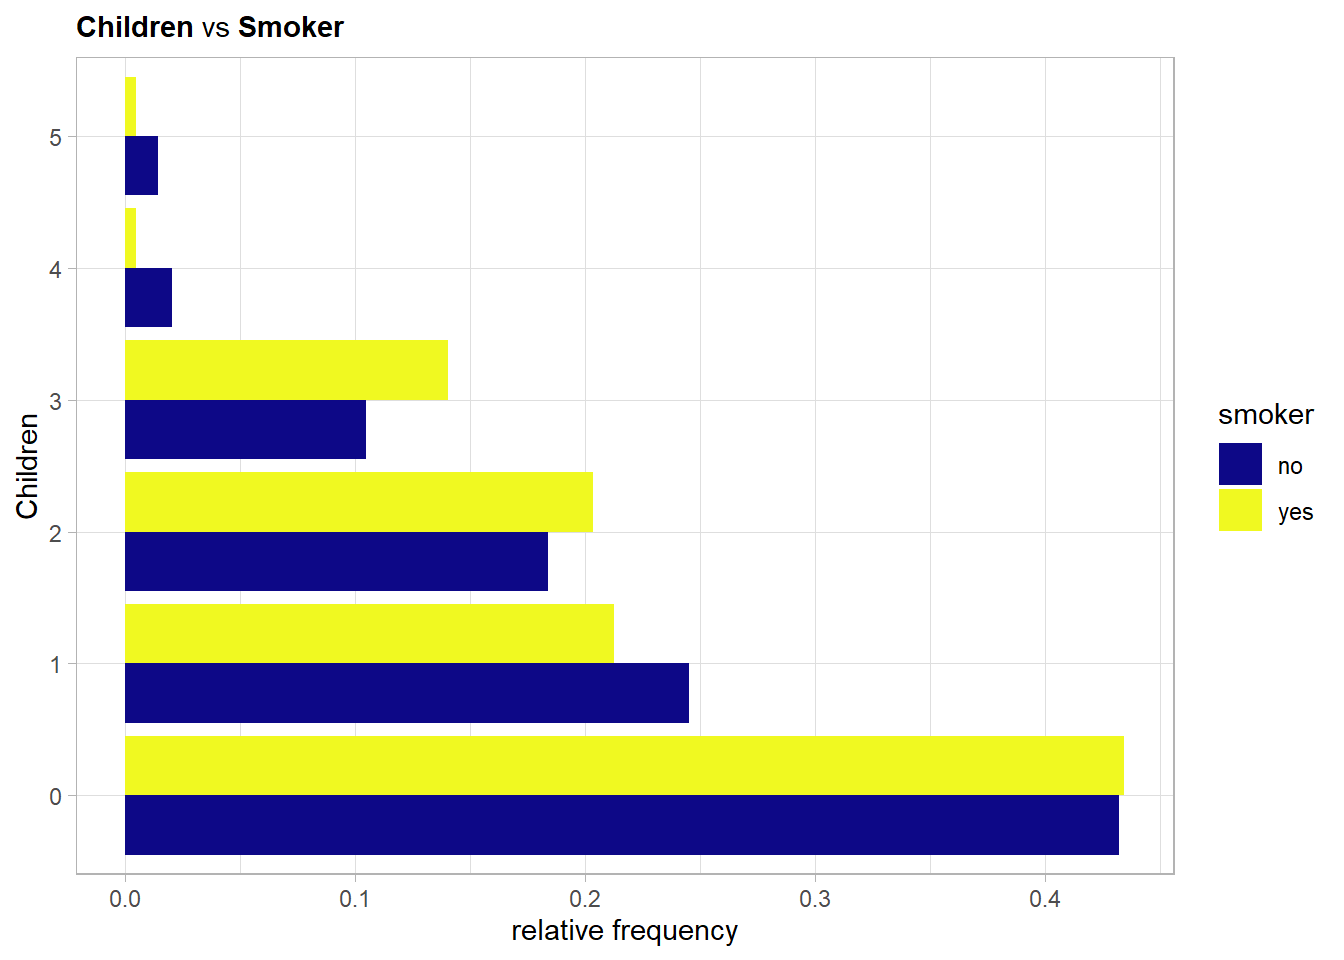 Children vs Smoker
5
4
3
2
1
0
Children
0.0 0.1 0.2 0.3 0.4
relative frequency
smoker
no
yes